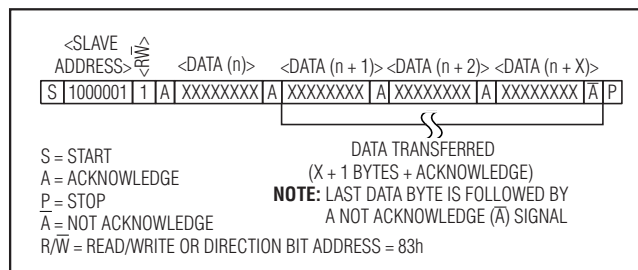 <SLAVE
ADDRESS> <RW̅> <DATA (n)> <DATA (n + 1)> <DATA (n + 2)> <DATA (n + X)>
S 1000001 1 A XXXXXXXX A XXXXXXXX A XXXXXXXX A XXXXXXXX A̅ P
DATA TRANSFERRED
(X + 1 BYTES + ACKNOWLEDGE)
NOTE: LAST DATA BYTE IS FOLLOWED BY
A NOT ACKNOWLEDGE (A̅) SIGNAL
S = START
A = ACKNOWLEDGE
P = STOP
A̅ = NOT ACKNOWLEDGE
R/W̅ = READ/WRITE OR DIRECTION BIT ADDRESS = 83h